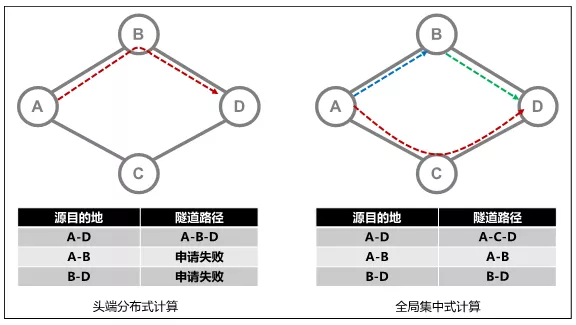 B
A
D
C
源目的地 隧道路径
A-D A-B-D
A-B 申请失败
B-D 申请失败
头端分布式计算
B
A
D
C
源目的地 隧道路径
A-D A-C-D
A-B A-B
B-D B-D
全局集中式计算